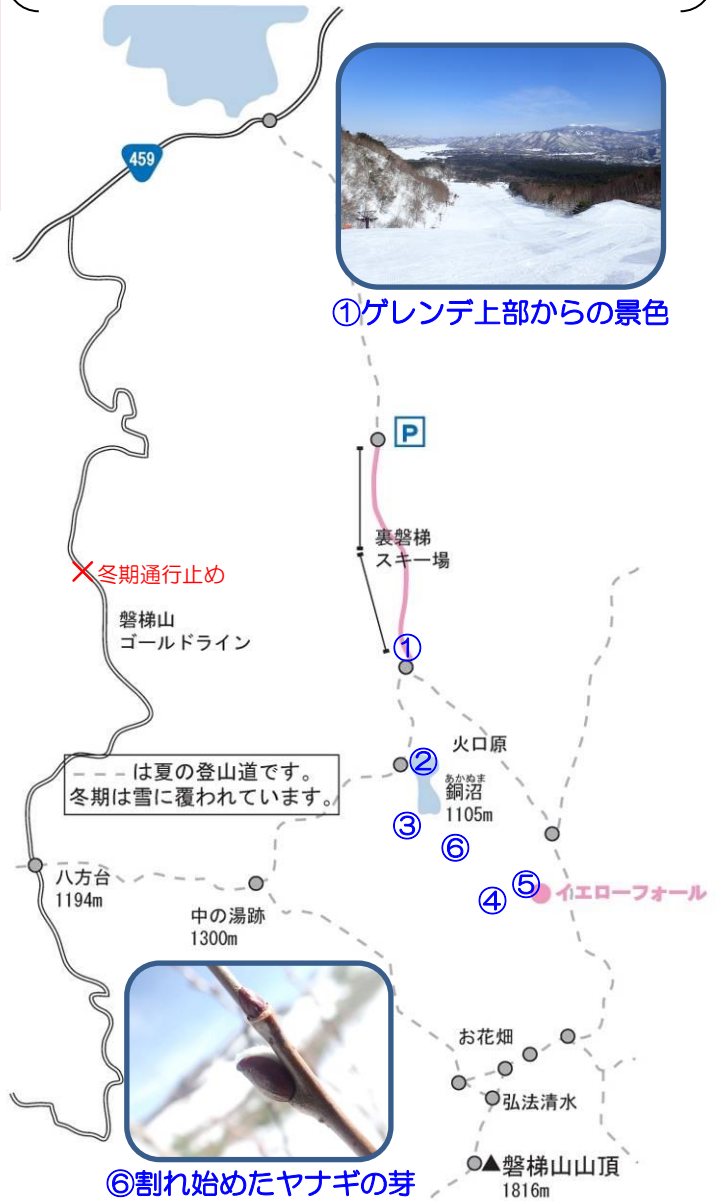 459
①ゲレンデ上部からの景色
P
裏磐梯
スキー場
冬期通行止め
磐梯山
ゴールドライン
①
火口原
②
あかぬま
銅沼
1105m
は夏の登山道です。
冬期は雪に覆われています。
③
⑥
八方台
1194m
中の湯跡
1300m
④
⑤
イエローフォール
お花畑
弘法清水
磐梯山山頂
1816m
⑥割れ始めたヤナギの芽